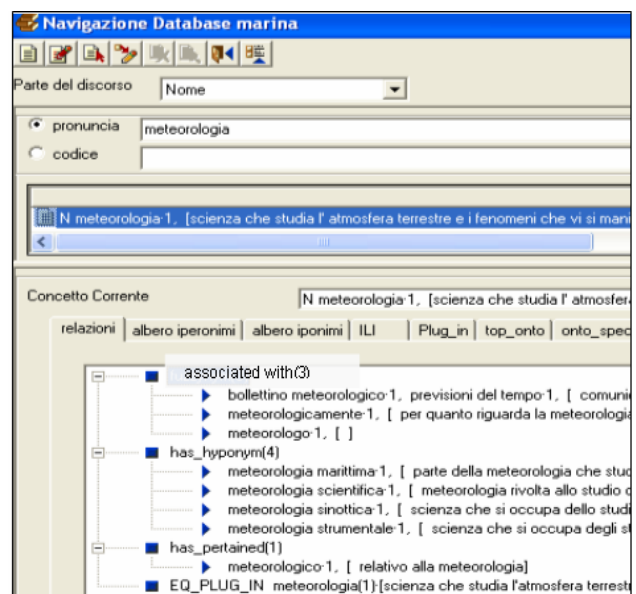 Navigazione Database marina
Parte del discorso Nome
pronuncia meteorologia
codice
N meteorologia·1, [scienza che studia l' atmosfera terrestre e i fenomeni che vi si mani
Concetto Corrente N meteorologia·1, [scienza che studia l' atmosfer
relazioni albero iperonimi albero iponimi ILI Plug_in top_onto onto_spec
associated with(3)
bollettino meteorologico·1, previsioni del tempo·1, [ comuni
meteorologicamente·1, [ per quanto riguarda la meteorologia
meteorologo·1, [ ]
has_hyponym(4)
meteorologia marittima·1, [ parte della meteorologia che stud
meteorologia scientifica·1, [ meteorologia rivolta allo studio d
meteorologia sinottica·1, [ scienza che si occupa dello studi
meteorologia strumentale·1, [ scienza che si occupa degli st
has_pertained(1)
meteorologico·1, [ relativo alla meteorologia]
EQ_PLUG_IN meteorologia(1)·[scienza che studia l'atmosfera terrest